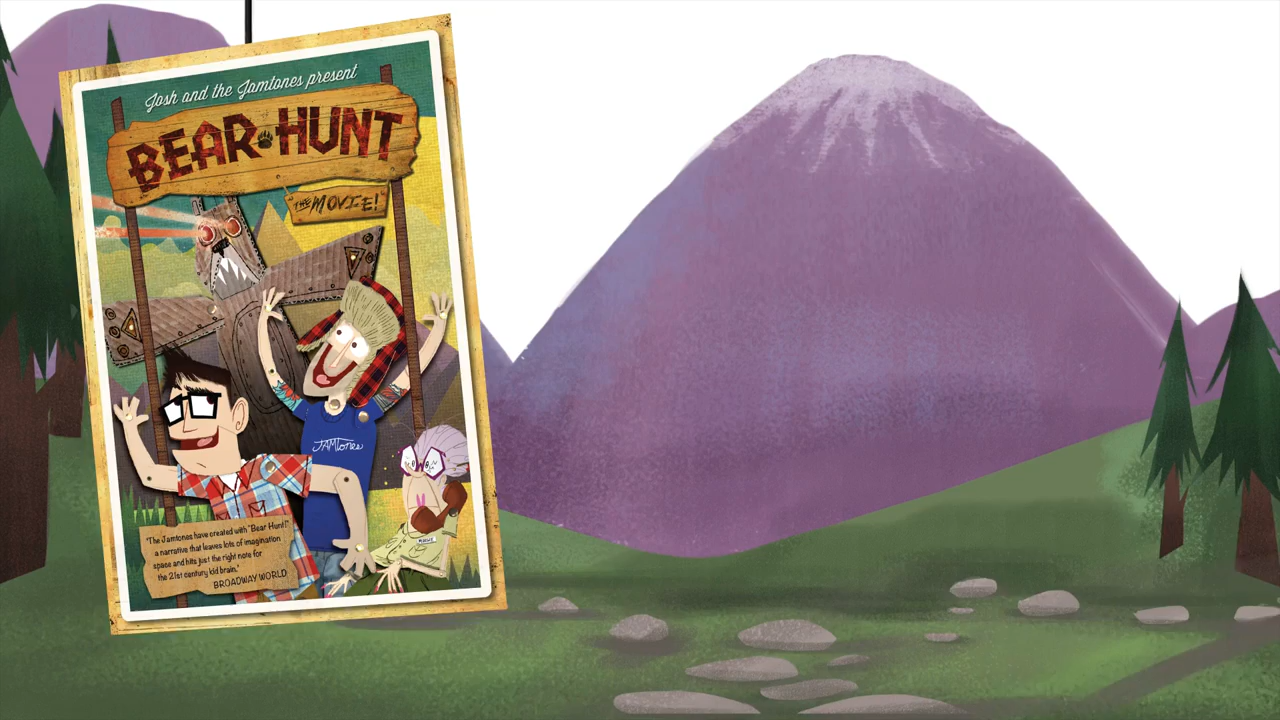 Josh and the Jamtones present
BEAR HUNT
THE MOVIE!
JAMTones
"The Jamtones have created with "Bear Hunt!"
a narrative that leaves lots of imagination
space and hits just the right note for
the 21st century kid brain."
BROADWAY WORLD